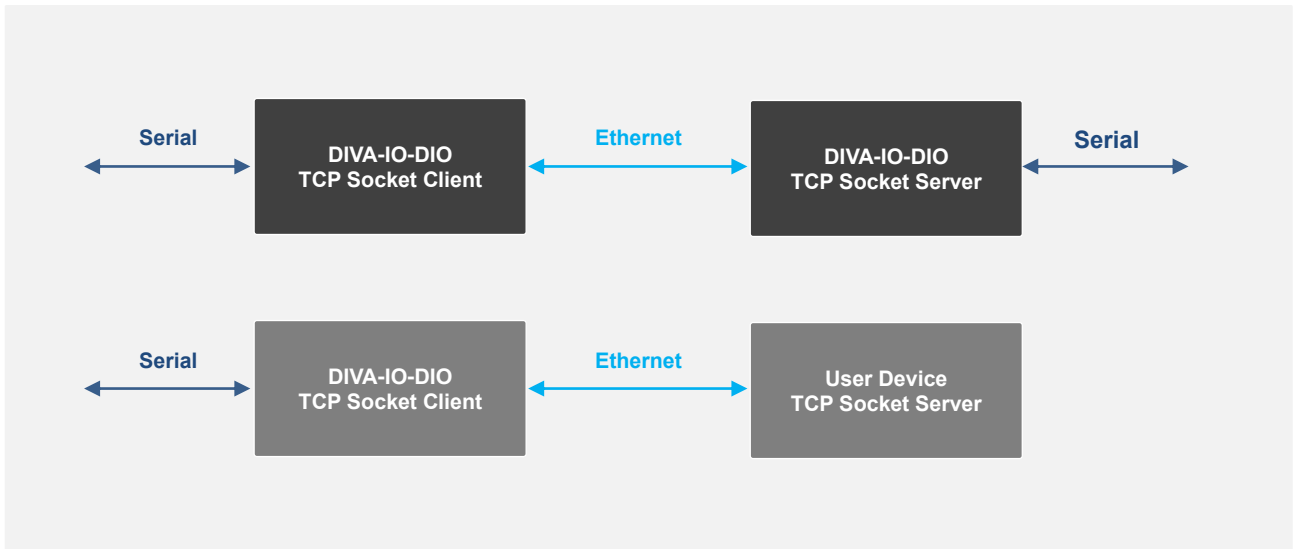 Serial
DIVA-IO-DIO
TCP Socket Client
Ethernet
DIVA-IO-DIO
TCP Socket Server
Serial
Serial
DIVA-IO-DIO
TCP Socket Client
Ethernet
User Device
TCP Socket Server